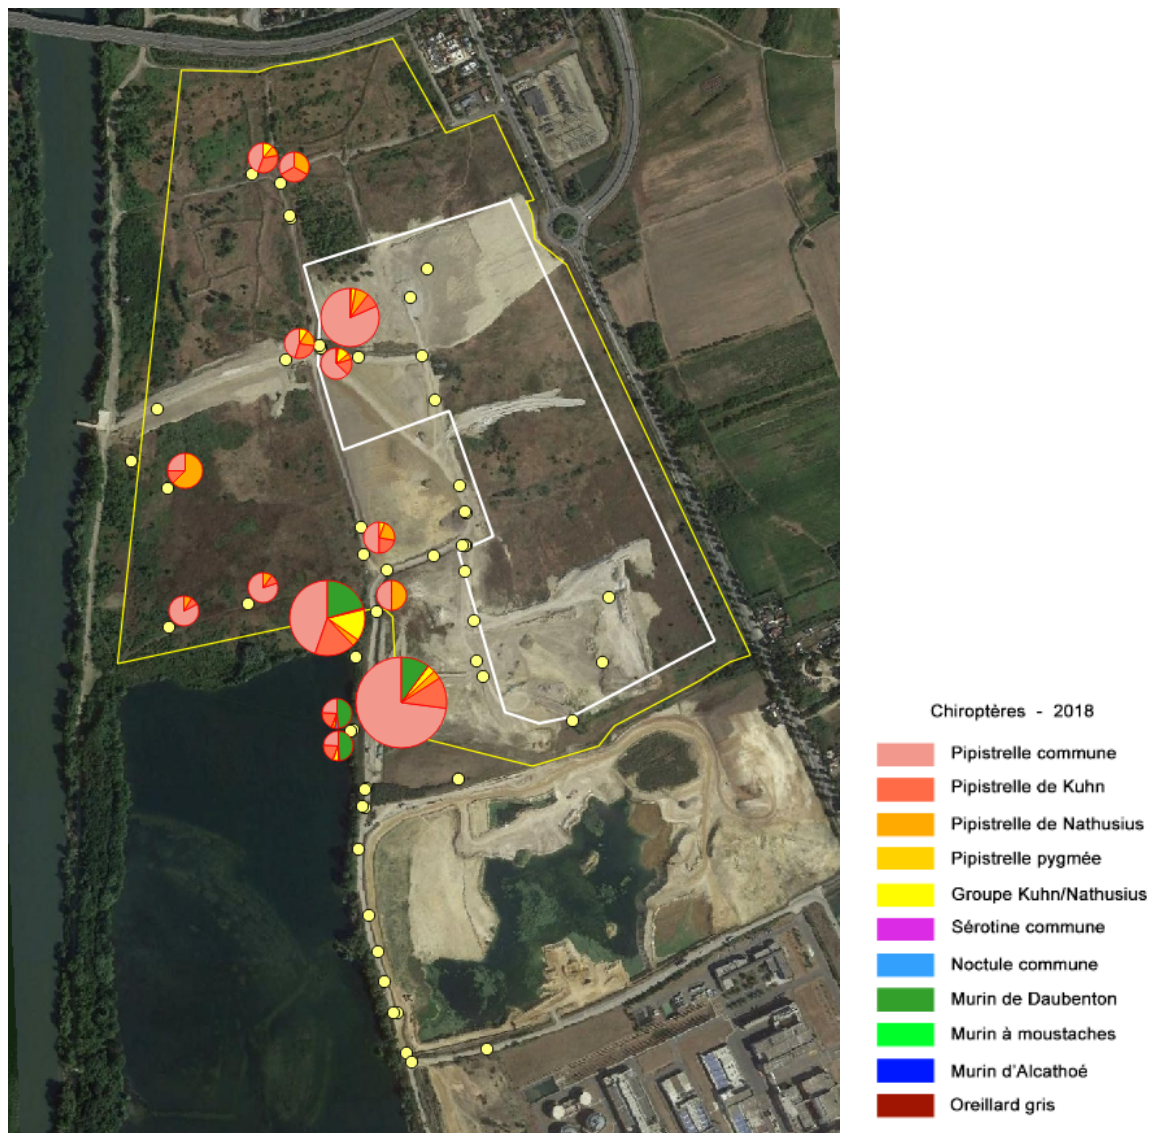 Chiroptères - 2018
Pipistrelle commune
Pipistrelle de Kuhn
Pipistrelle de Nathusius
Pipistrelle pygmée
Groupe Kuhn/Nathusius
Sérotine commune
Noctule commune
Murin de Daubenton
Murin à moustaches
Murin d'Alcathoé
Oreillard gris